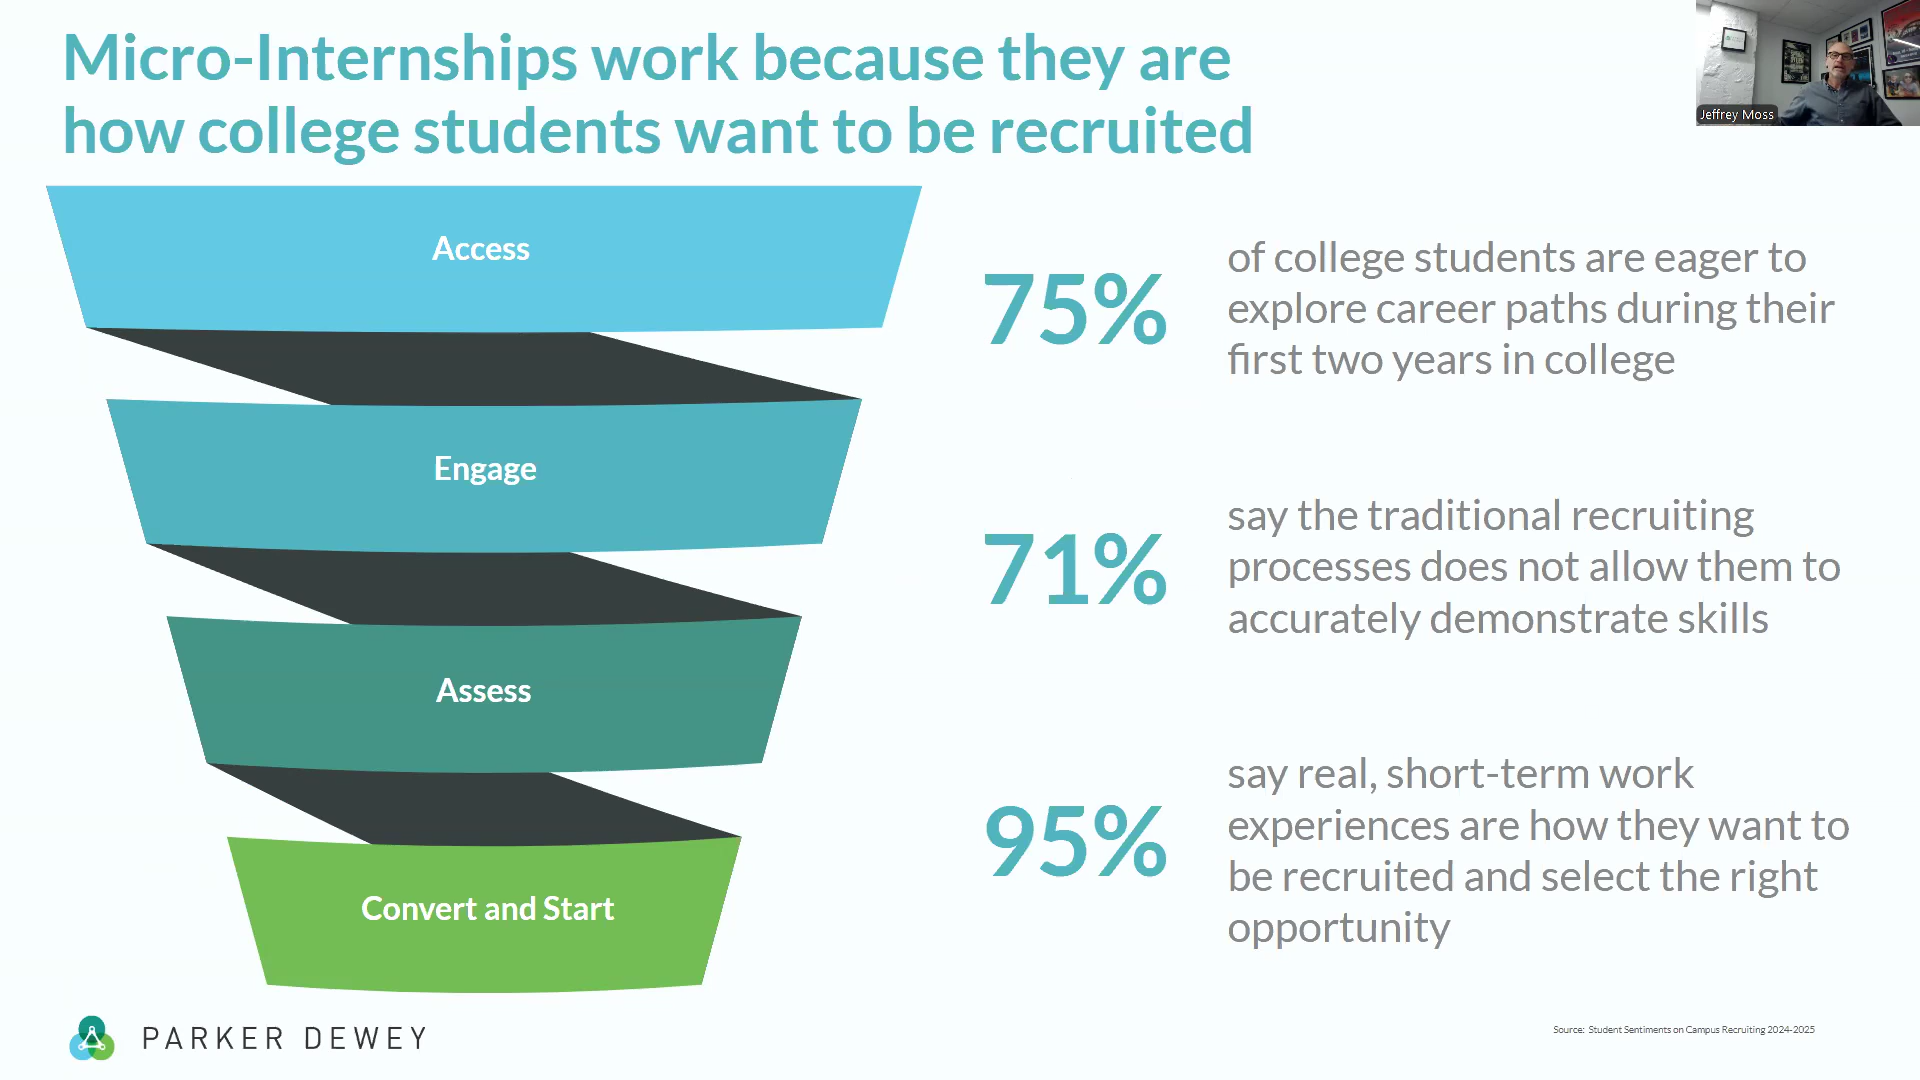 Micro-Internships work because they are
how college students want to be recruited
Jeffrey Moss
Access
Engage
Assess
Convert and Start
75%
of college students are eager to
explore career paths during their
first two years in college
71%
say the traditional recruiting
processes does not allow them to
accurately demonstrate skills
95%
say real, short-term work
experiences are how they want to
be recruited and select the right
opportunity
PARKER DEWEY
Source: Student Sentiments on Campus Recruiting 2024-2025